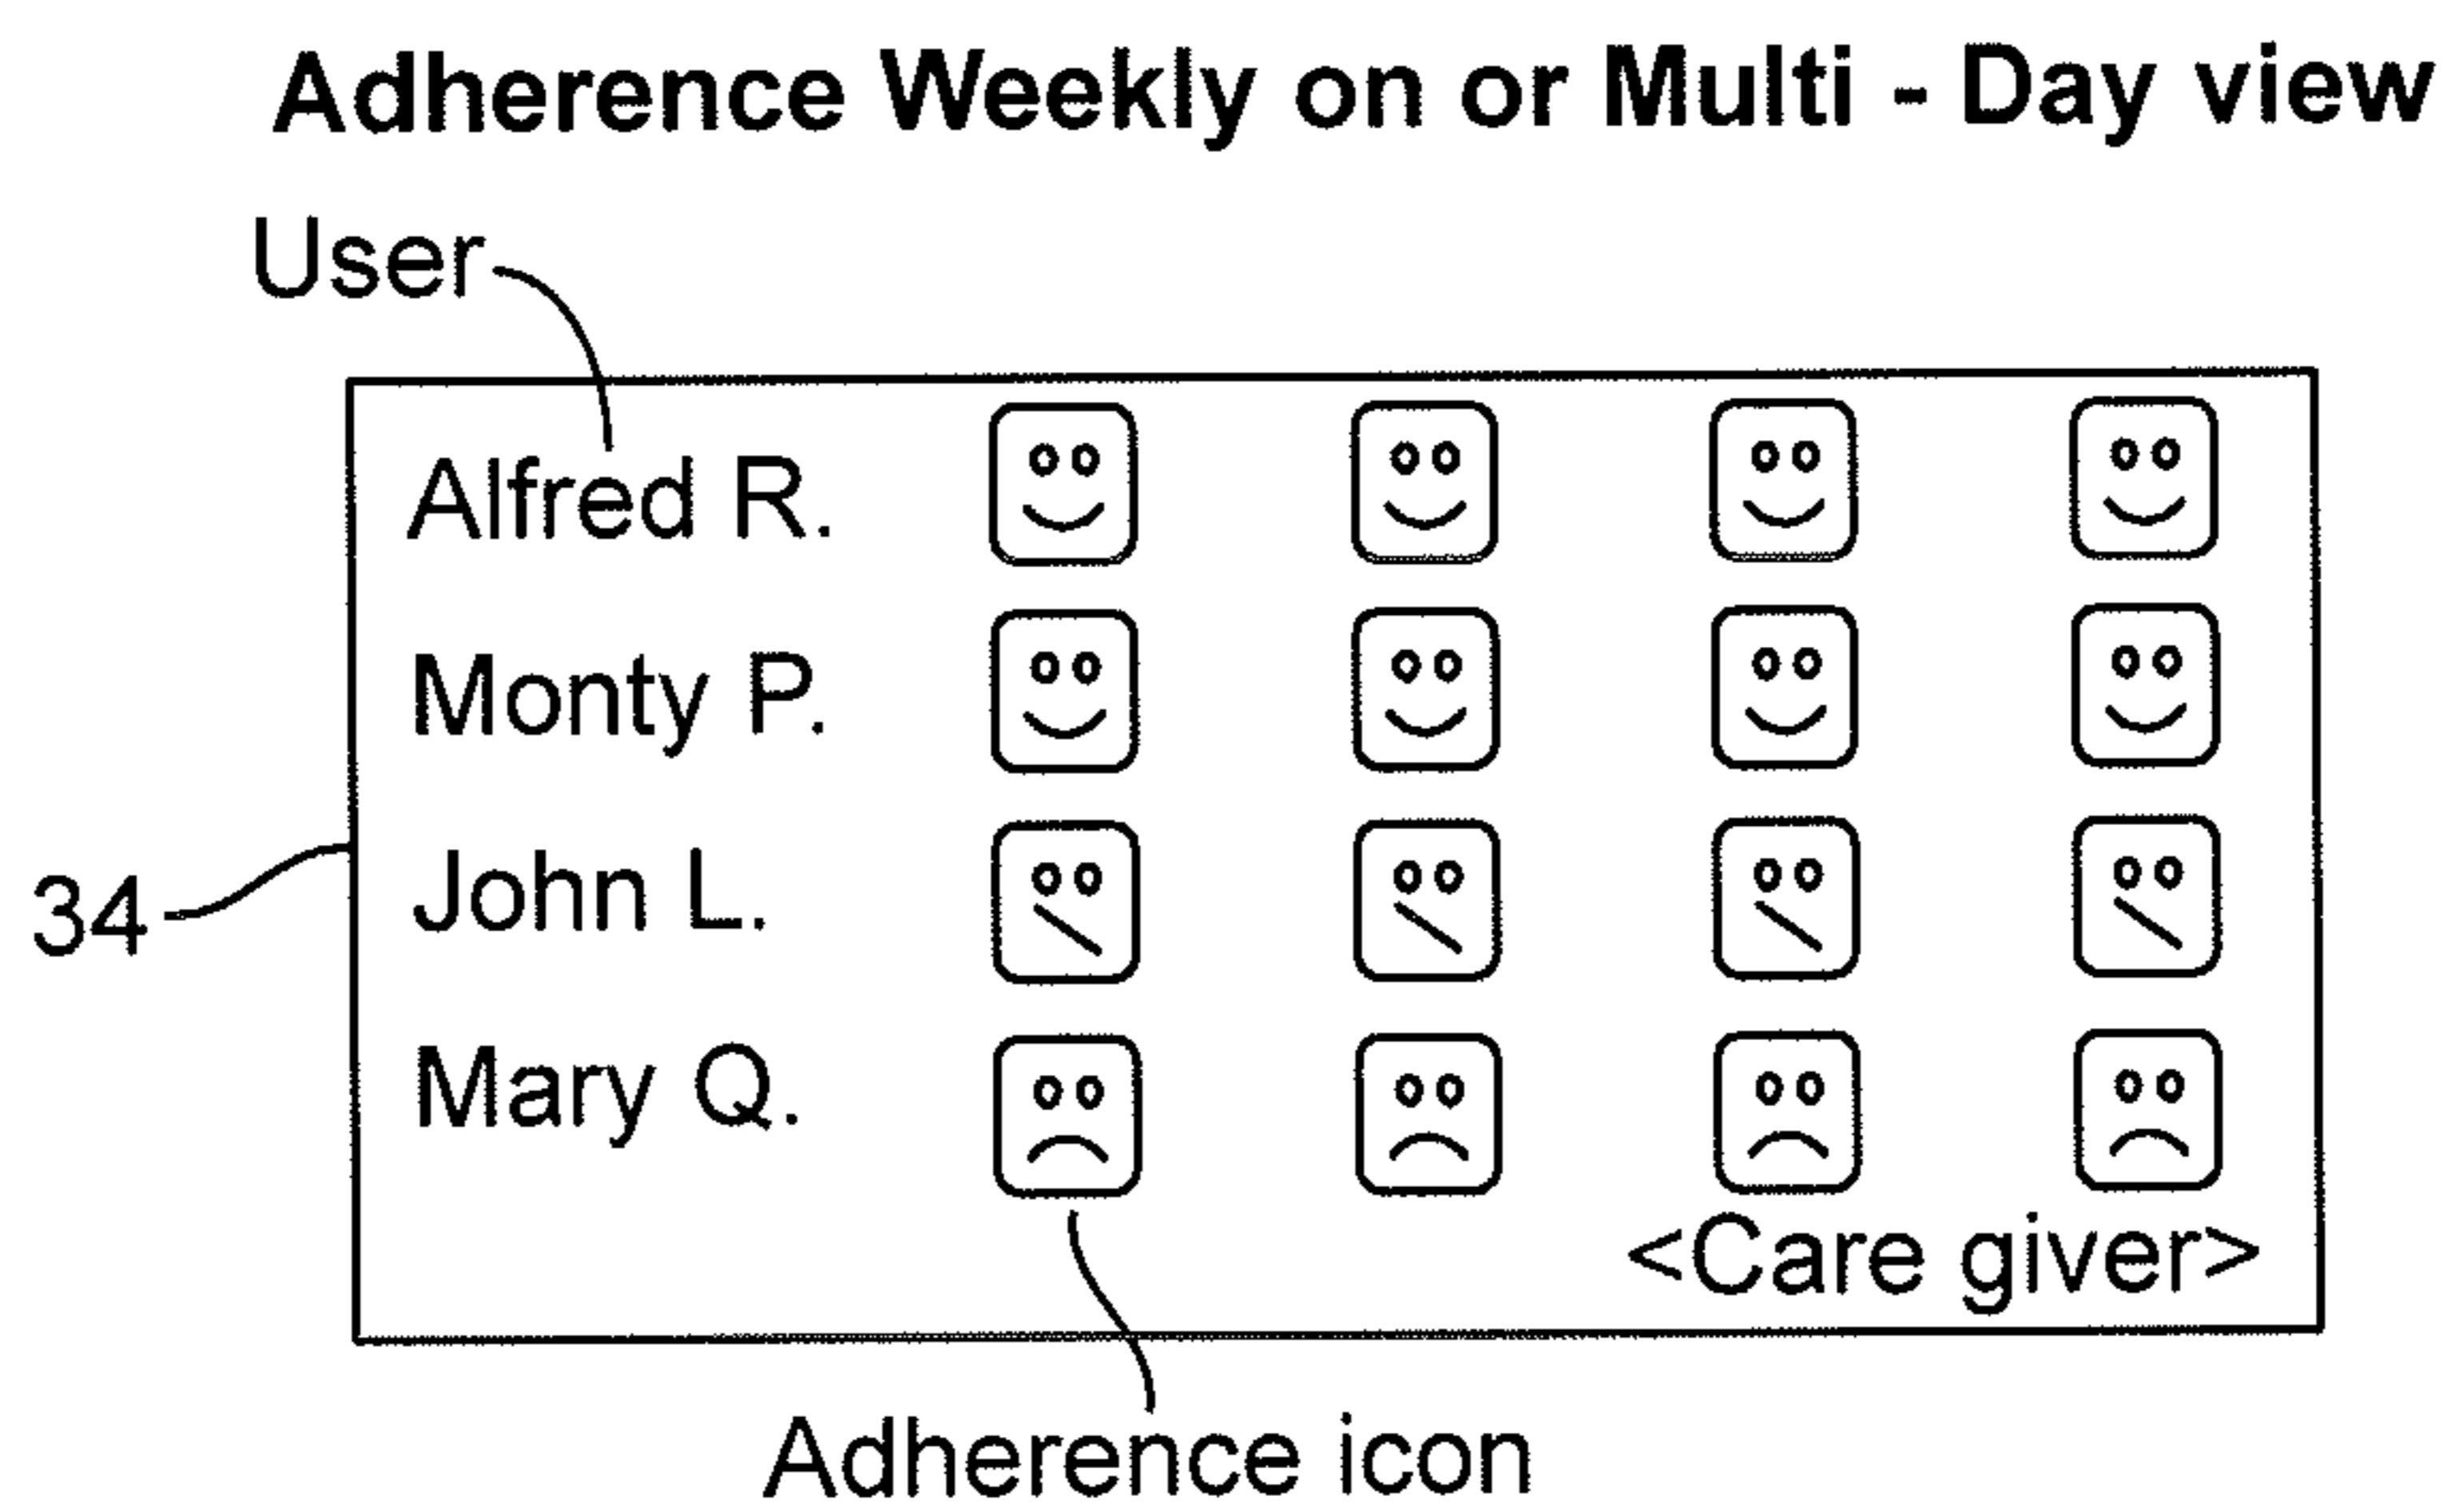 Adherence Weekly on or Multi - Day view
User
Alfred R.
Monty P.
John L.
34
Mary Q.
<Care giver>
Adherence icon